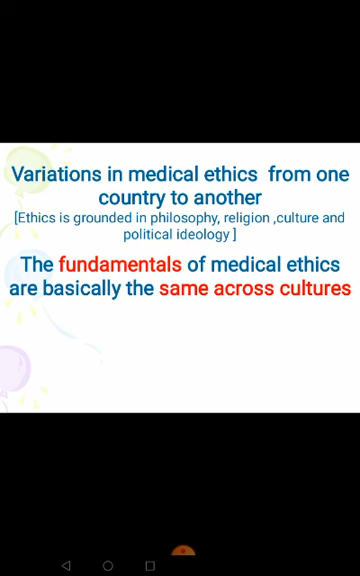 Variations in medical ethics  from one
country to another
[Ethics is grounded in philosophy, religion ,culture and
political ideology ]
The fundamentals of medical ethics
are basically the same across cultures